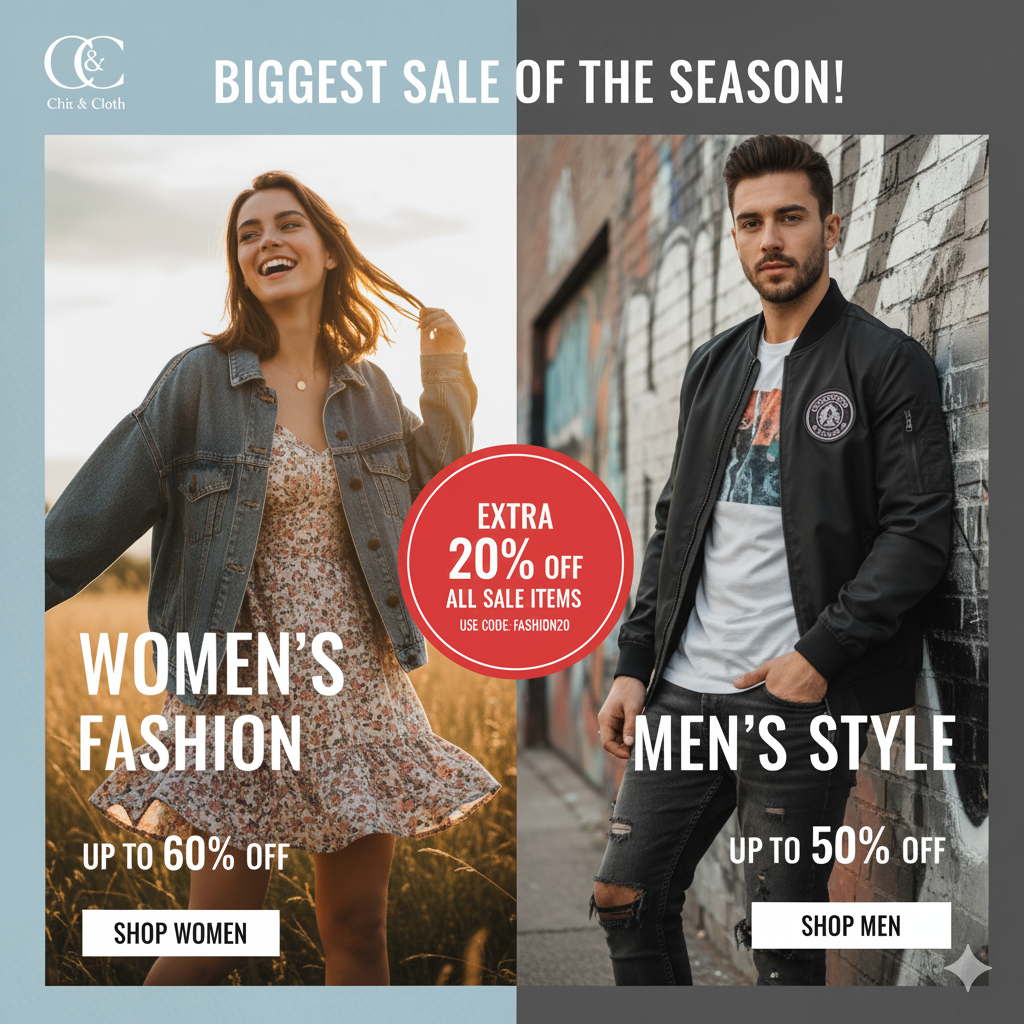 C&C
Chit & Cloth
BIGGEST SALE OF THE SEASON!
EXTRA
20% OFF
ALL SALE ITEMS
USE CODE: FASHION20
WOMEN'S
FASHION
UP TO 60% OFF
SHOP WOMEN
MEN'S STYLE
UP TO 50% OFF
SHOP MEN